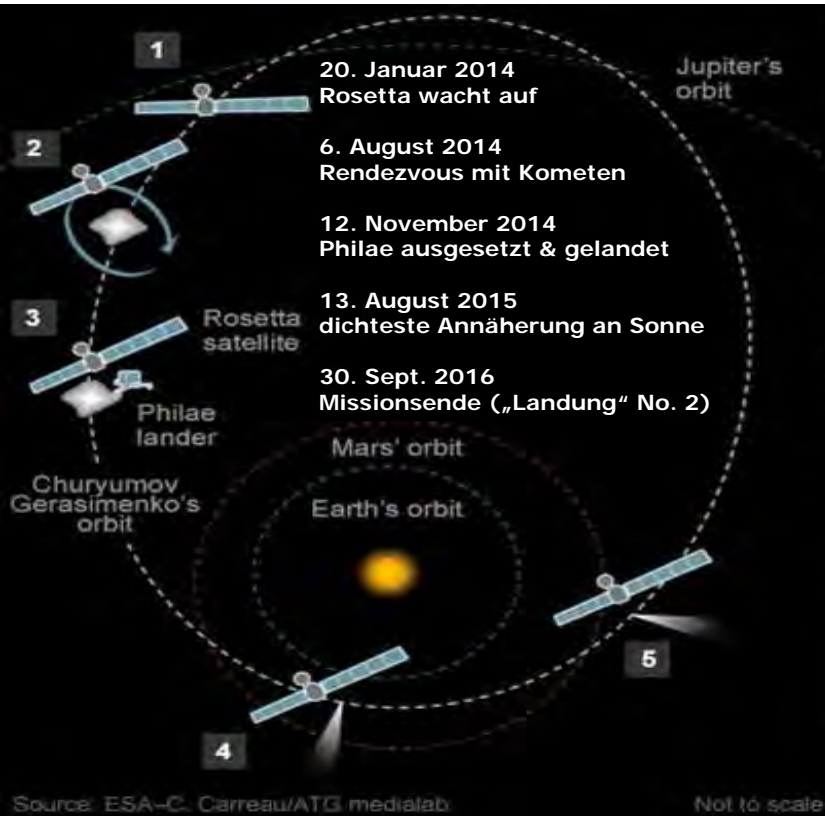 1
20. Januar 2014
Rosetta wacht auf
Jupiter's
orbit
2
6. August 2014
Rendezvous mit Kometen
12. November 2014
Philae ausgesetzt & gelandet
3
Rosetta
satellite
13. August 2015
dichteste Annäherung an Sonne
30. Sept. 2016
Missionsende („Landung“ No. 2)
Philae
lander
Mars' orbit
Churyumov
Gerasimenko's
orbit
Earth's orbit
5
4
Source: ESA–C. Carreau/ATG medialab
Not to scale